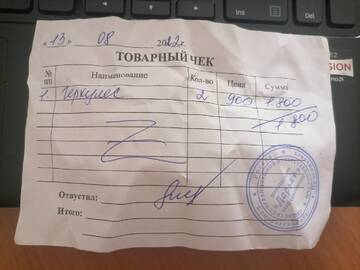 « 13 » 08 2022 г.
ТОВАРНЫЙ ЧЕК
№ п/п Наименование Кол-во Цена Сумма
1. Геркулес 2 900 1800
1800
Отпустил:
Итого: